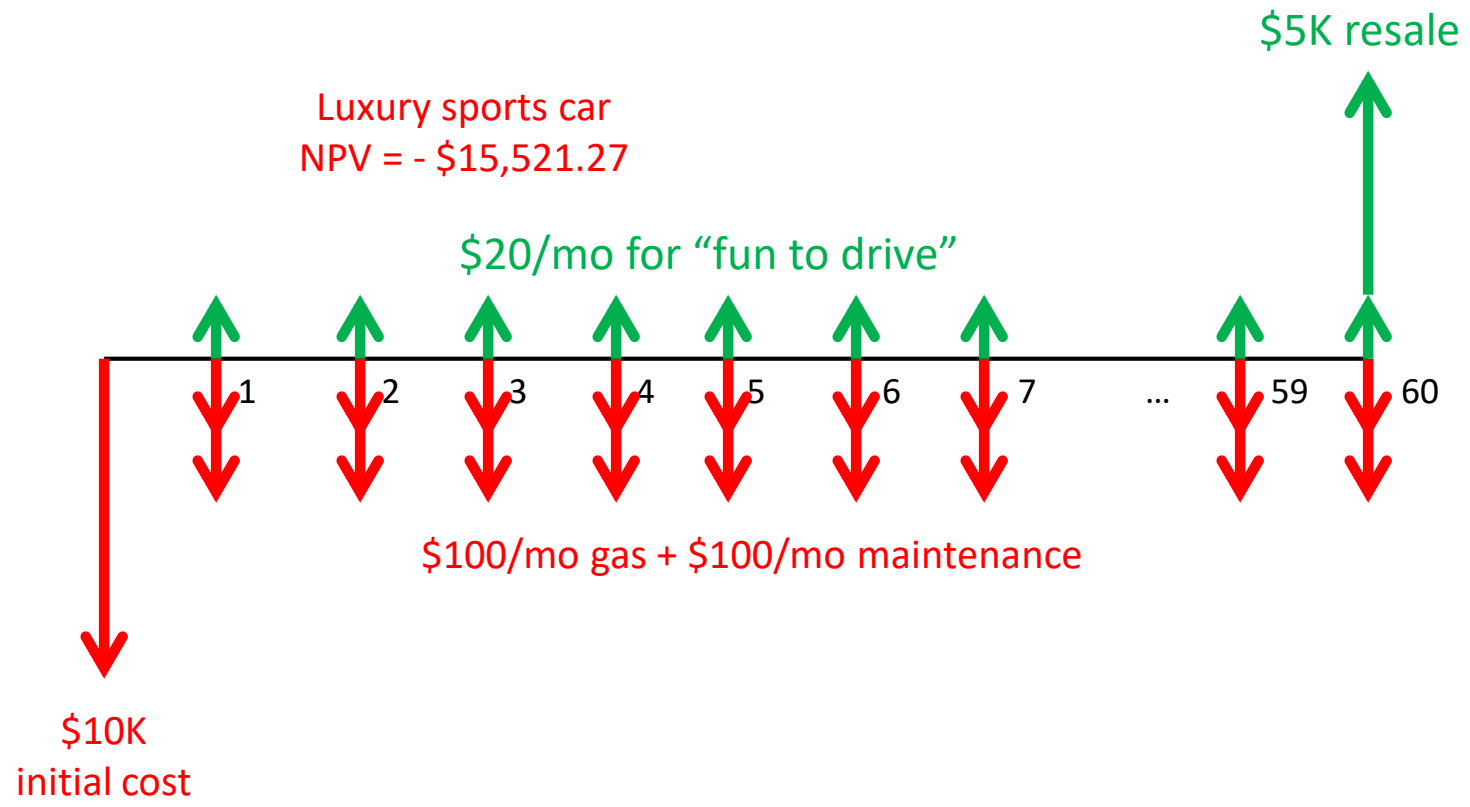 $5K resale
Luxury sports car
NPV = - $15,521.27
$20/mo for “fun to drive”
1 2 3 4 5 6 7 ... 59 60
$100/mo gas + $100/mo maintenance
$10K
initial cost